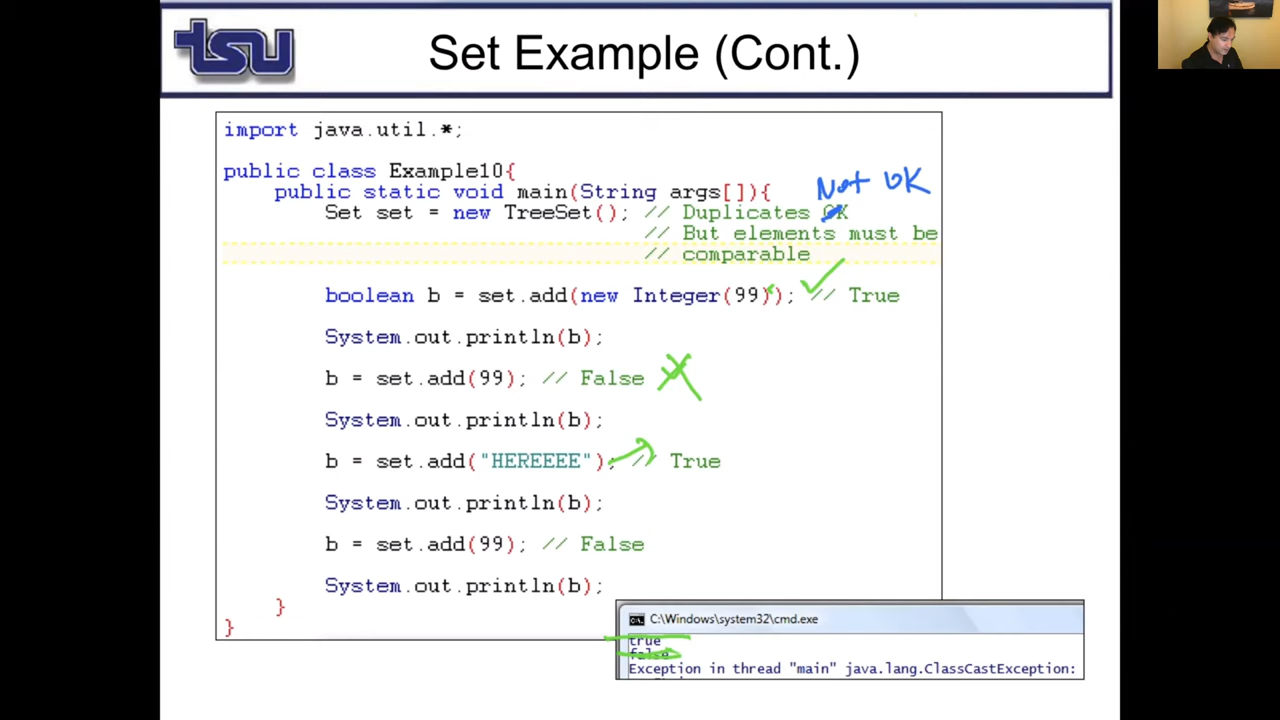 tsu
Set Example (Cont.)
import java.util.*;
public class Example10{
public static void main(String args[]){
Not OK
Set set = new TreeSet(); // Duplicates OK
// But elements must be
// comparable
boolean b = set.add(new Integer(99)); // True
System.out.println(b);
b = set.add(99); // False
System.out.println(b);
b = set.add("HEREEEE"); // True
System.out.println(b);
b = set.add(99); // False
System.out.println(b);
}
}
C:\Windows\system32\cmd.exe
true
false
Exception in thread "main" java.lang.ClassCastException: